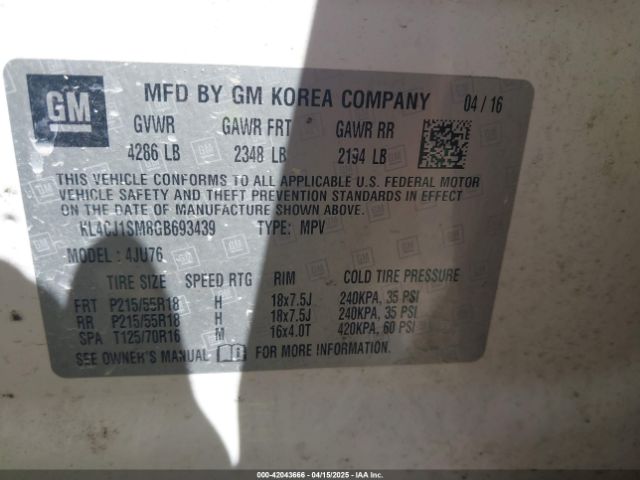 GM
MFD BY GM KOREA COMPANY 04 / 16
GVWR GAWR FRT GAWR RR
4286 LB 2348 LB 2194 LB
THIS VEHICLE CONFORMS TO ALL APPLICABLE U.S. FEDERAL MOTOR
VEHICLE SAFETY AND THEFT PREVENTION STANDARDS IN EFFECT
ON THE DATE OF MANUFACTURE SHOWN ABOVE.
KL4CJ1SM8GB693439 TYPE: MPV
MODEL : 4JU76
TIRE SIZE SPEED RTG RIM COLD TIRE PRESSURE
FRT P215/55R18 H 18x7.5J 240KPA, 35 PSI
RR P215/55R18 H 18x7.5J 240KPA, 35 PSI
SPA T125/70R16 M 16x4.0T 420KPA, 60 PSI
SEE OWNER'S MANUAL FOR MORE INFORMATION.
000-42043666 - 04/15/2025 - IAA Inc.